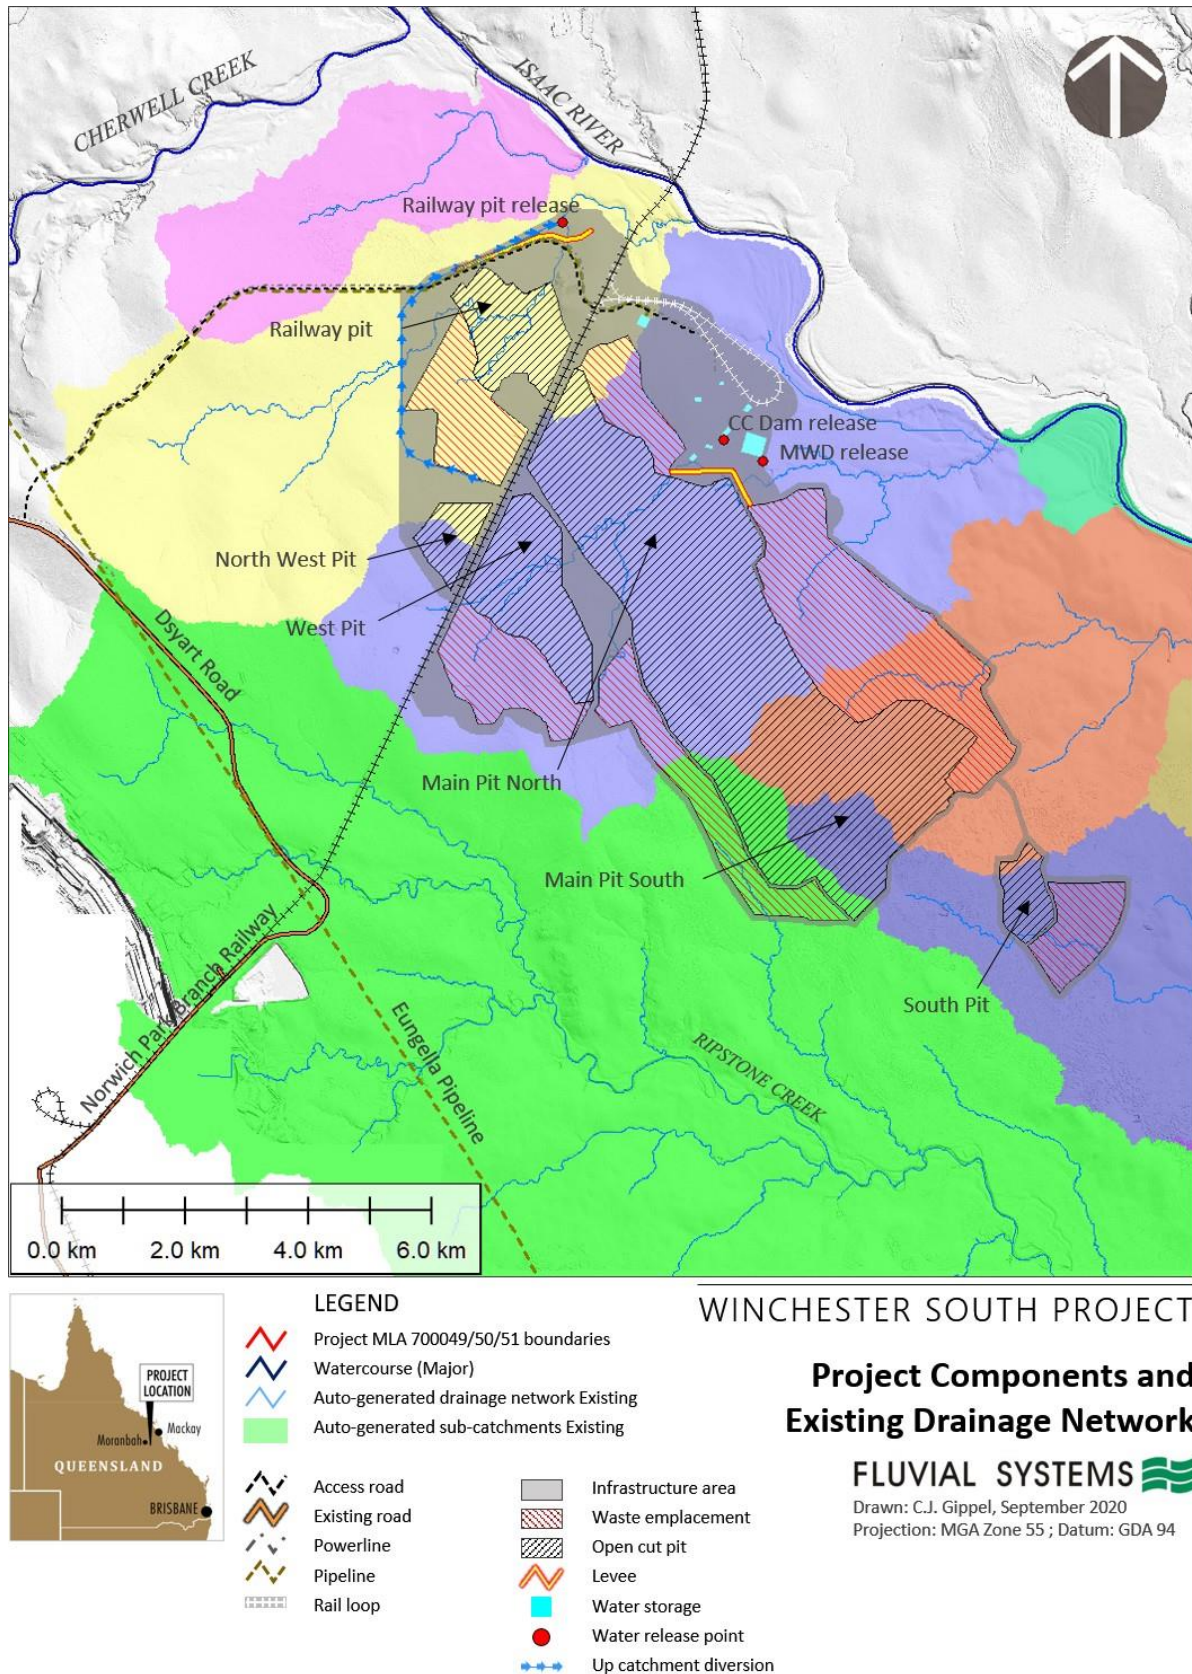 CHERWELL CREEK
ISAAC RIVER
Railway pit release
Railway pit
CC Dam release
MWD release
North West Pit
West Pit
Dsyart Road
Main Pit North
Main Pit South
South Pit
Norwich Park Branch Railway
Eungella Pipeline
RIPSTONE CREEK
0.0 km 2.0 km 4.0 km 6.0 km
PROJECT
LOCATION
Mackay
Moranbah
QUEENSLAND
BRISBANE
LEGEND
Project MLA 700049/50/51 boundaries
Watercourse (Major)
Auto-generated drainage network Existing
Auto-generated sub-catchments Existing
Access road
Existing road
Powerline
Pipeline
Rail loop
Infrastructure area
Waste emplacement
Open cut pit
Levee
Water storage
Water release point
Up catchment diversion
WINCHESTER SOUTH PROJECT
Project Components and
Existing Drainage Network
FLUVIAL SYSTEMS
Drawn: C.J. Gippel, September 2020
Projection: MGA Zone 55 ; Datum: GDA 94